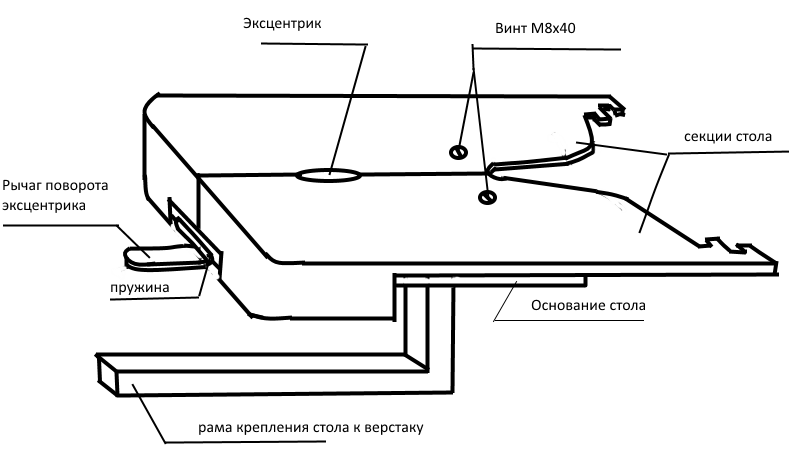 Эксцентрик
Винт М8х40
секции стола
Рычаг поворота
эксцентрика
пружина
Основание стола
рама крепления стола к верстаку